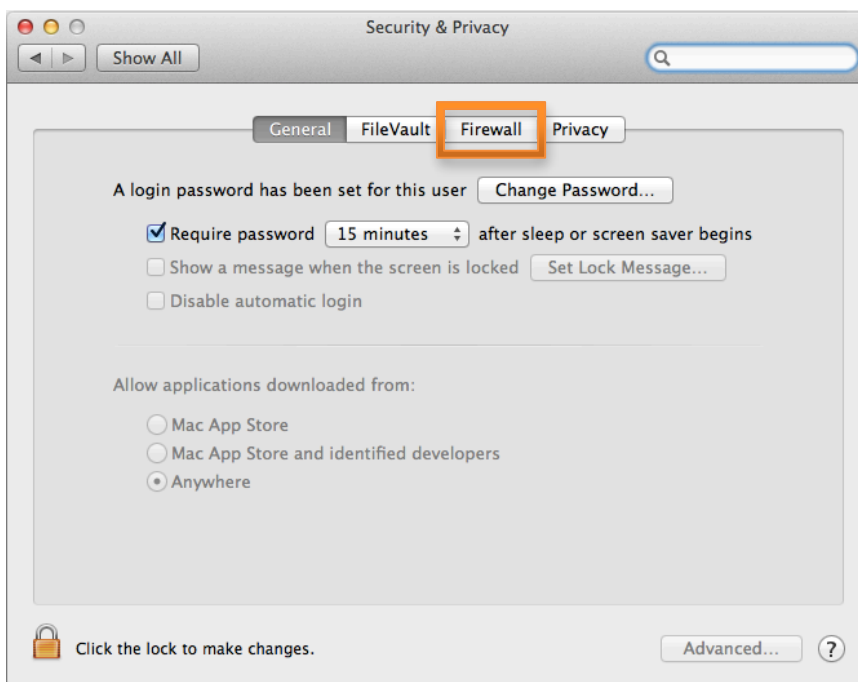 Security & Privacy
Show All
General FileVault Firewall Privacy
A login password has been set for this user Change Password...
Require password 15 minutes after sleep or screen saver begins
Show a message when the screen is locked Set Lock Message...
Disable automatic login
Allow applications downloaded from:
Mac App Store
Mac App Store and identified developers
Anywhere
Click the lock to make changes. Advanced... ?